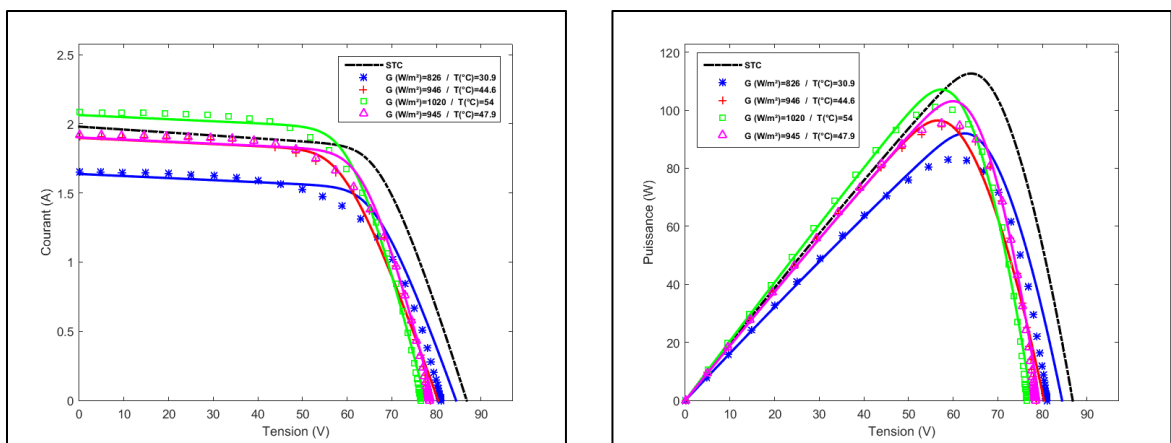 2.5
2
1.5
1
0.5
0
Courant (A)
0 10 20 30 40 50 60 70 80 90
Tension (V)
STC
G (W/m²)=826 / T(°C)=30.9
G (W/m²)=946 / T(°C)=44.6
G (W/m²)=1020 / T(°C)=54
G (W/m²)=945 / T(°C)=47.9
120
100
80
60
40
20
0
Puissance (W)
0 10 20 30 40 50 60 70 80 90
Tension (V)
STC
G (W/m²)=826 / T(°C)=30.9
G (W/m²)=946 / T(°C)=44.6
G (W/m²)=1020 / T(°C)=54
G (W/m²)=945 / T(°C)=47.9